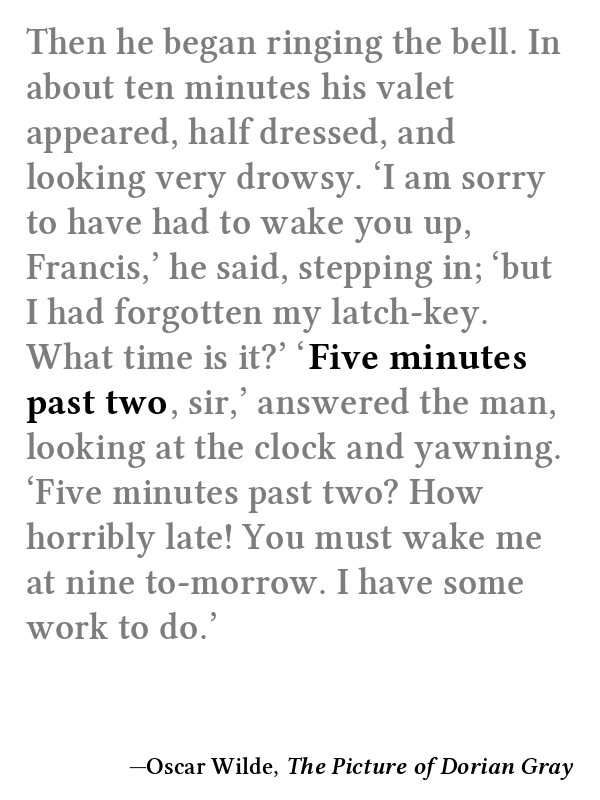 Then he began ringing the bell. In
about ten minutes his valet
appeared, half dressed, and
looking very drowsy. ‘I am sorry
to have had to wake you up,
Francis,’ he said, stepping in; ‘but
I had forgotten my latch-key.
What time is it?’ ‘Five minutes
past two, sir,’ answered the man,
looking at the clock and yawning.
‘Five minutes past two? How
horribly late! You must wake me
at nine to-morrow. I have some
work to do.’
—Oscar Wilde, The Picture of Dorian Gray